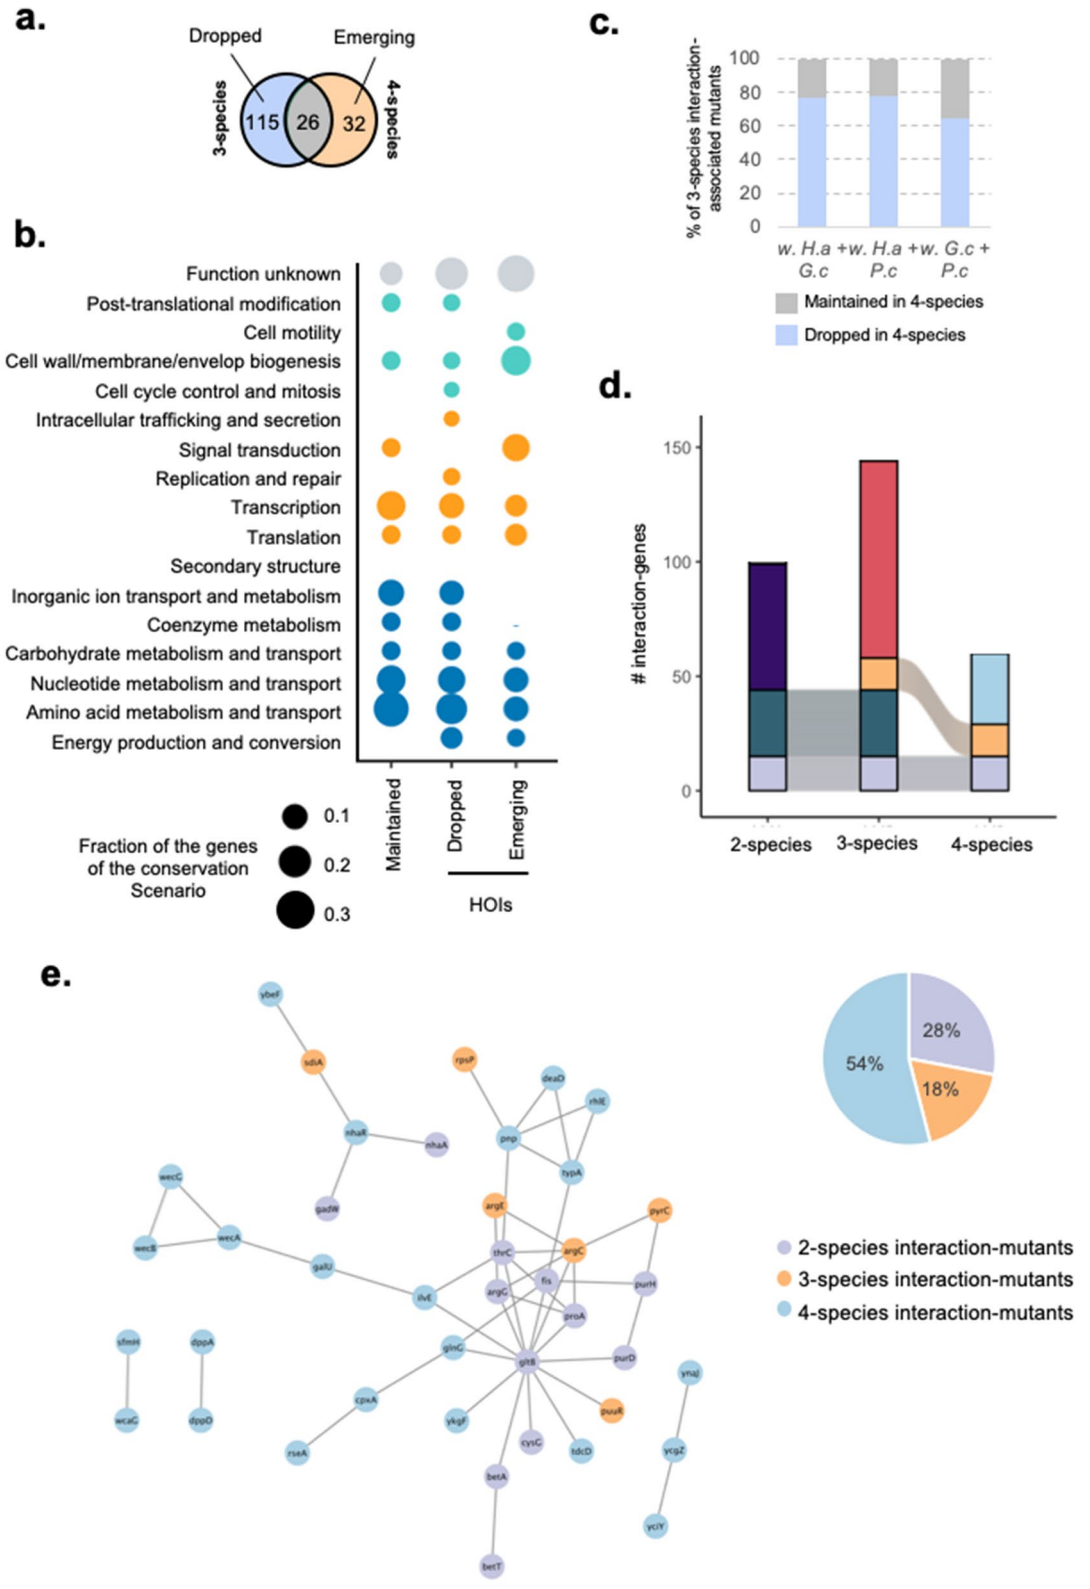 a.
Dropped
Emerging
3-species
115
26
32
4-species
b.
Function unknown
Post-translational modification
Cell motility
Cell wall/membrane/envelop biogenesis
Cell cycle control and mitosis
Intracellular trafficking and secretion
Signal transduction
Replication and repair
Transcription
Translation
Secondary structure
Inorganic ion transport and metabolism
Coenzyme metabolism
Carbohydrate metabolism and transport
Nucleotide metabolism and transport
Amino acid metabolism and transport
Energy production and conversion
Maintained
Dropped
Emerging
HOIs
Fraction of the genes
of the conservation
Scenario
0.1
0.2
0.3
c.
% of 3-species interaction-
associated mutants
100
80
60
40
20
0
w. H.a +
G.c
w. H.a +
P.c
w. G.c +
P.c
Maintained in 4-species
Dropped in 4-species
d.
# interaction-genes
150
100
50
0
2-species
3-species
4-species
e.
ybeF
sdiA
nhaR
nhaA
gadW
wecG
wecB
wecA
galU
ilvE
rpsP
deaD
rhlE
pnp
typA
argE
pyrC
thrC
argC
fis
purH
argG
proA
glnG
gltB
purD
cpxA
rseA
ykgF
cysG
tdcD
puuR
betA
betT
sfmH
wcaG
dppA
dppD
ynaJ
ycgZ
yciY
28%
54%
18%
2-species interaction-mutants
3-species interaction-mutants
4-species interaction-mutants